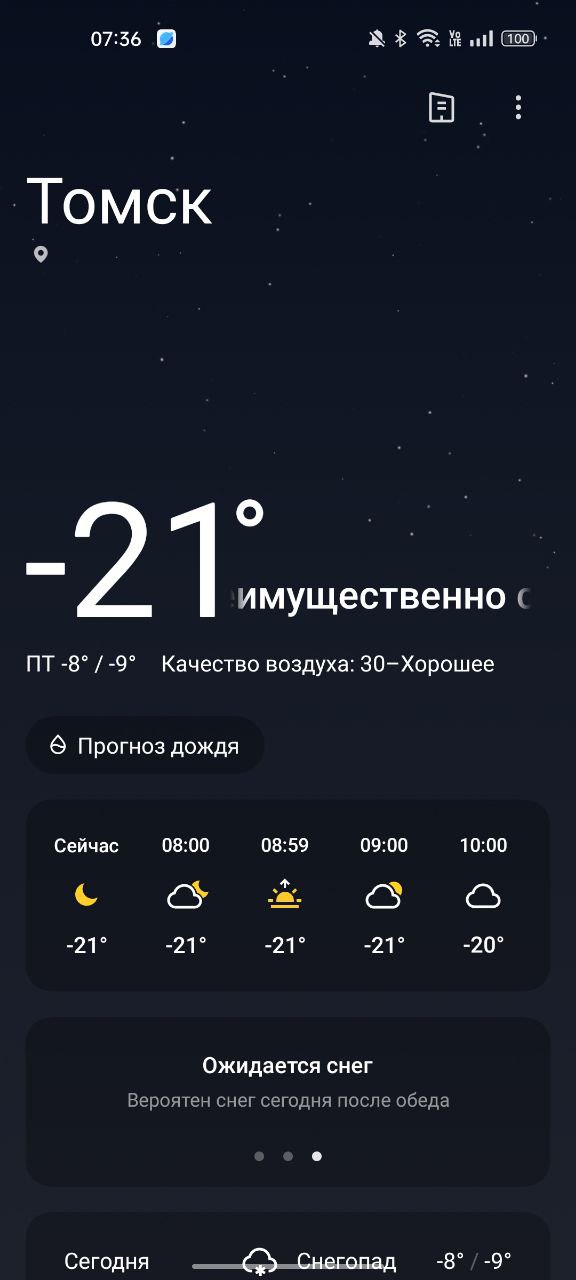 07:36 Vo LTE 100
Томск
-21°
имущественно
ПТ -8° / -9° Качество воздуха: 30–Хорошее
Прогноз дождя
Сейчас 08:00 08:59 09:00 10:00
-21° -21° -21° -21° -20°
Ожидается снег
Вероятен снег сегодня после обеда
Сегодня Снегопад -8° / -9°